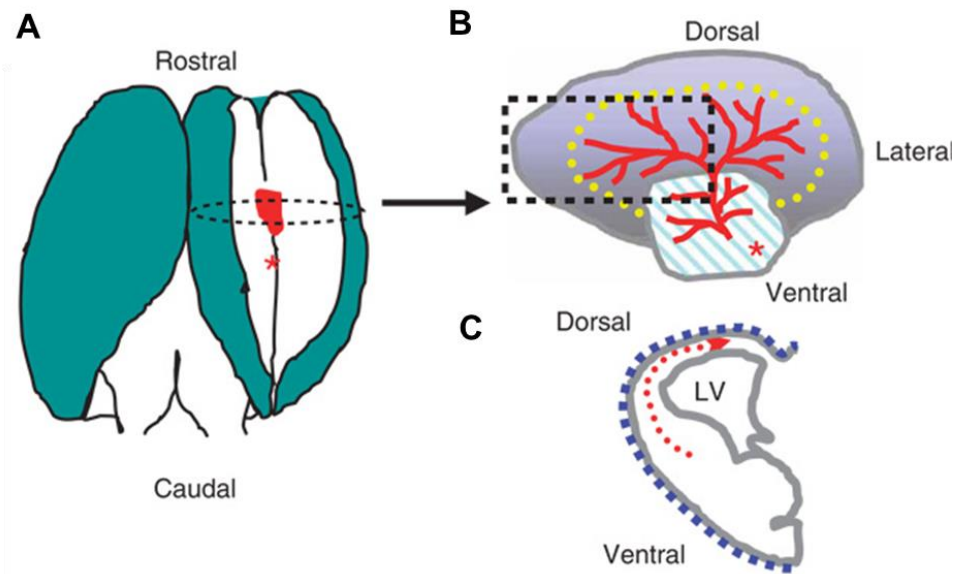 A
Rostral
*
Caudal
B
Dorsal
Lateral
*
Ventral
C
Dorsal
LV
Ventral